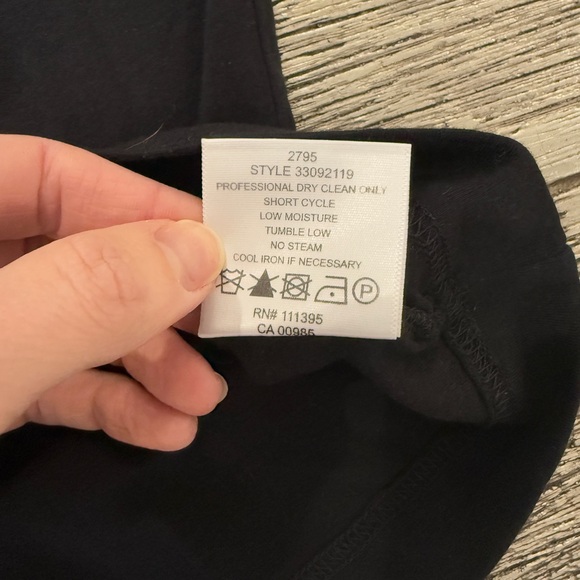 2795
STYLE 33092119
PROFESSIONAL DRY CLEAN ONLY
SHORT CYCLE
LOW MOISTURE
TUMBLE LOW
NO STEAM
COOL IRON IF NECESSARY
P
RN# 111395
CA 00985